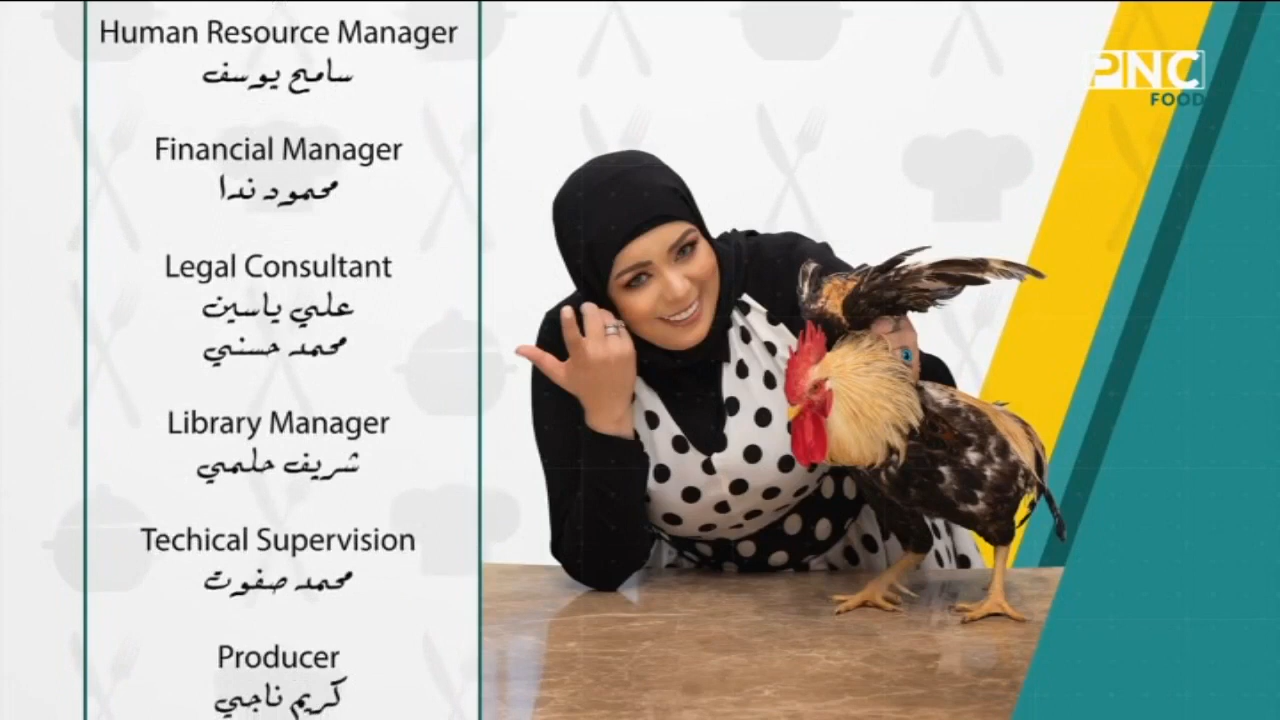 Human Resource Manager
سامح يوسف
Financial Manager
محمود ندا
Legal Consultant
علي ياسين
محمد حسني
Library Manager
شريف حلمي
Techical Supervision
محمد صفوت
Producer
كريم ناجي
PNC
FOOD